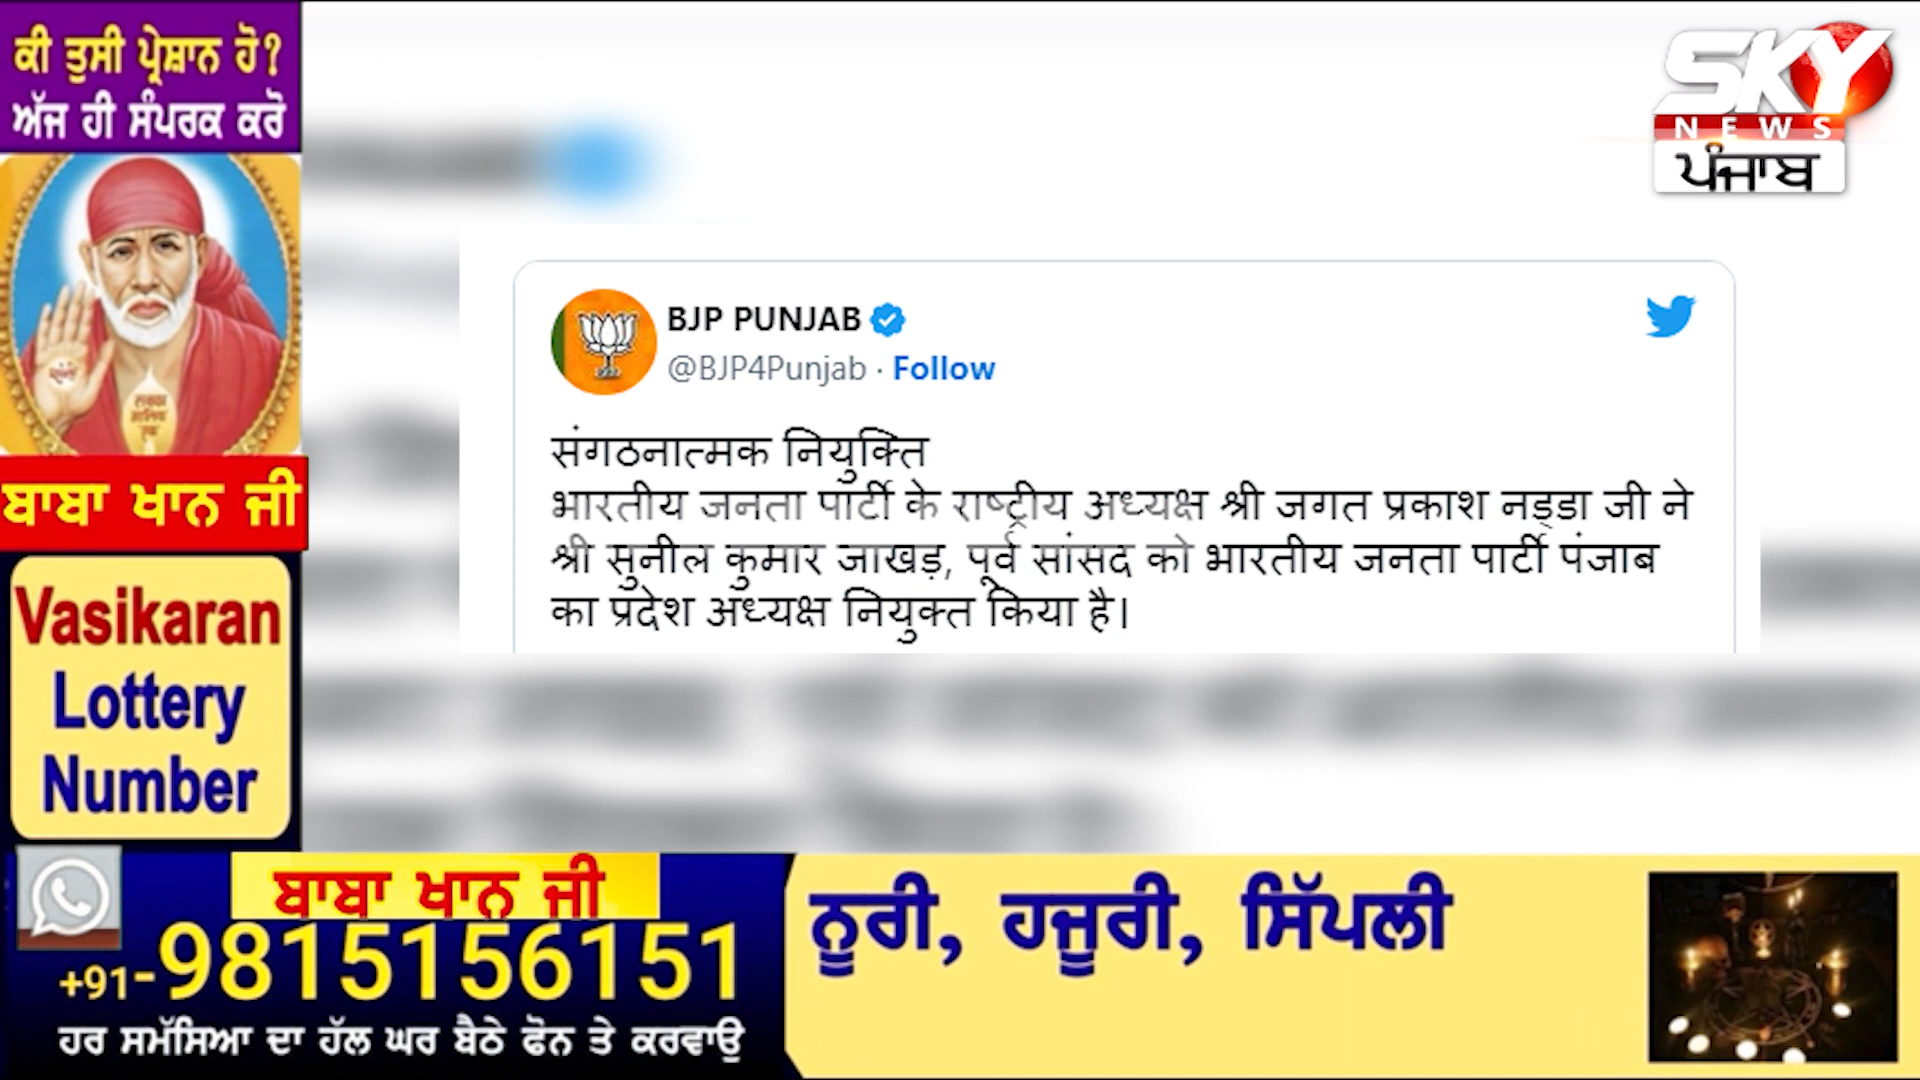 ਕੀ ਤੁਸੀ ਪ੍ਰੇਸ਼ਾਨ ਹੋ?
ਅੱਜ ਹੀ ਸੰਪਰਕ ਕਰੋ
ਬਾਬਾ ਖਾਨ ਜੀ
Vasikaran
Lottery
Number
SKY
NEWS
ਪੰਜਾਬ
BJP PUNJAB
@BJP4Punjab · Follow
संगठनात्मक नियुक्ति
भारतीय जनता पार्टी के राष्ट्रीय अध्यक्ष श्री जगत प्रकाश नड्डा जी ने
श्री सुनील कुमार जाखड़, पूर्व सांसद को भारतीय जनता पार्टी पंजाब
का प्रदेश अध्यक्ष नियुक्त किया है।
ਬਾਬਾ ਖਾਨ ਜੀ
+91-9815156151
ਹਰ ਸਮੱਸਿਆ ਦਾ ਹੱਲ ਘਰ ਬੈਠੇ ਫੋਨ ਤੇ ਕਰਵਾਉ
ਨੂਰੀ, ਹਜੂਰੀ, ਸਿੱਪਲੀ